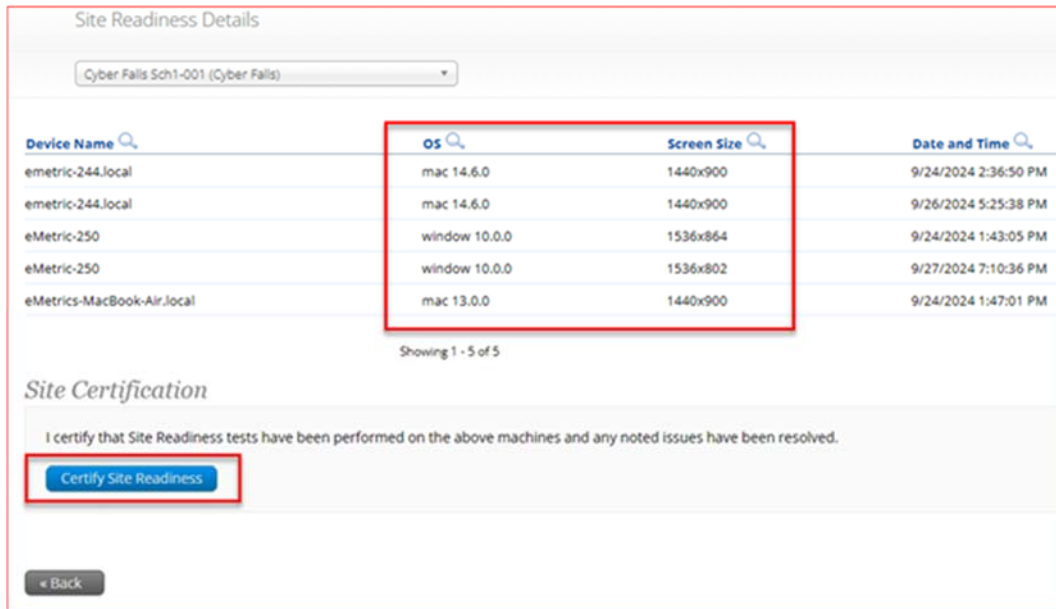 Site Readiness Details
Cyber Falls Sch1-001 (Cyber Falls)
Device Name OS Screen Size Date and Time
emetric-244.local mac 14.6.0 1440x900 9/24/2024 2:36:50 PM
emetric-244.local mac 14.6.0 1440x900 9/26/2024 5:25:38 PM
eMetric-250 window 10.0.0 1536x864 9/24/2024 1:43:05 PM
eMetric-250 window 10.0.0 1536x802 9/27/2024 7:10:36 PM
eMetrics-MacBook-Air.local mac 13.0.0 1440x900 9/24/2024 1:47:01 PM
Showing 1 - 5 of 5
Site Certification
I certify that Site Readiness tests have been performed on the above machines and any noted issues have been resolved.
Certify Site Readiness
« Back